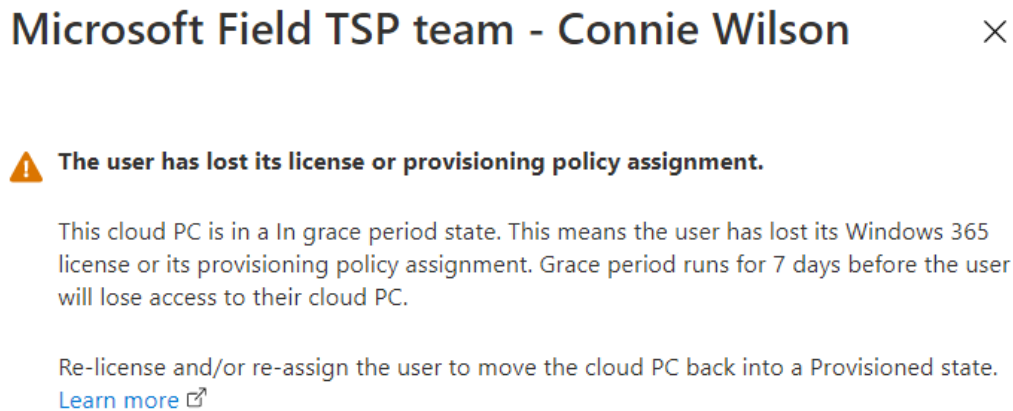 Microsoft Field TSP team - Connie Wilson
The user has lost its license or provisioning policy assignment.
This cloud PC is in a In grace period state. This means the user has lost its Windows 365
license or its provisioning policy assignment. Grace period runs for 7 days before the user
will lose access to their cloud PC.
Re-license and/or re-assign the user to move the cloud PC back into a Provisioned state.
Learn more